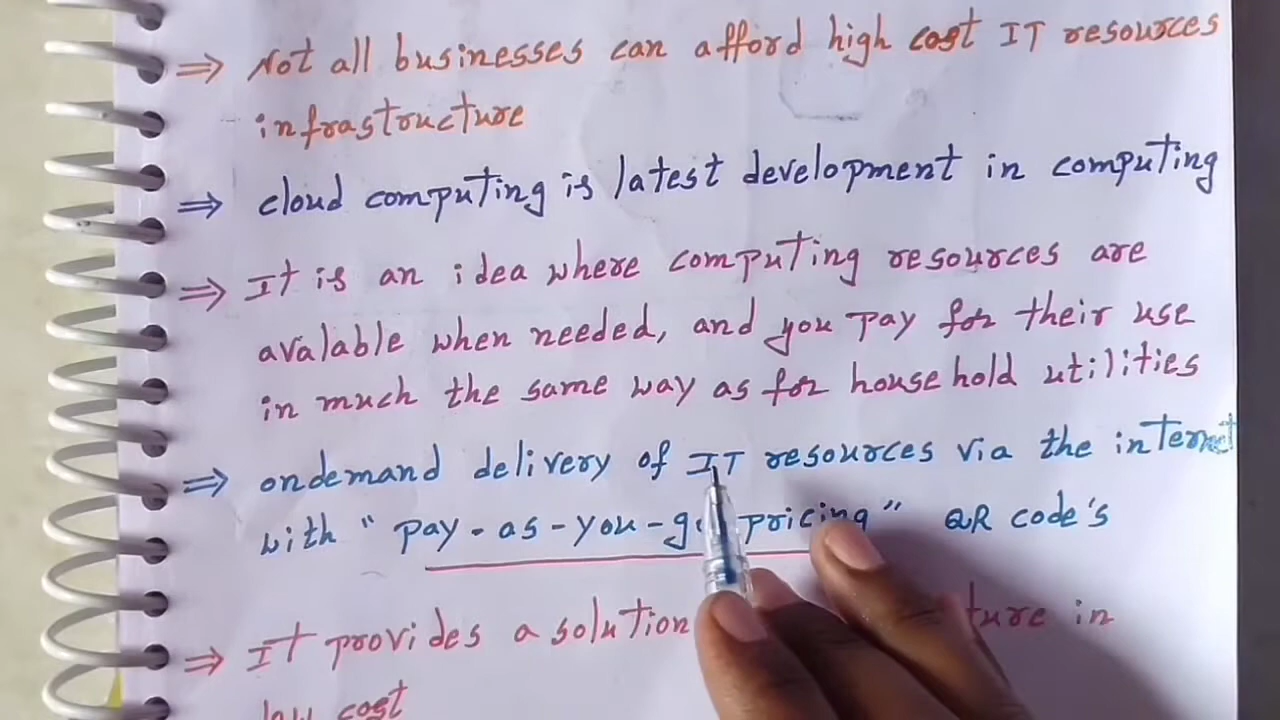 ⇒ Not all businesses can afford high cost IT resources
infrastructure
⇒ cloud computing is latest development in computing
⇒ It is an idea where computing resources are
avalable when needed, and you pay for their use
in much the same way as for household utilities
⇒ ondemand delivery of IT resources via the internet
with " pay-as-you-go pricing " QR code's
⇒ It provides a solution ture in
low cost